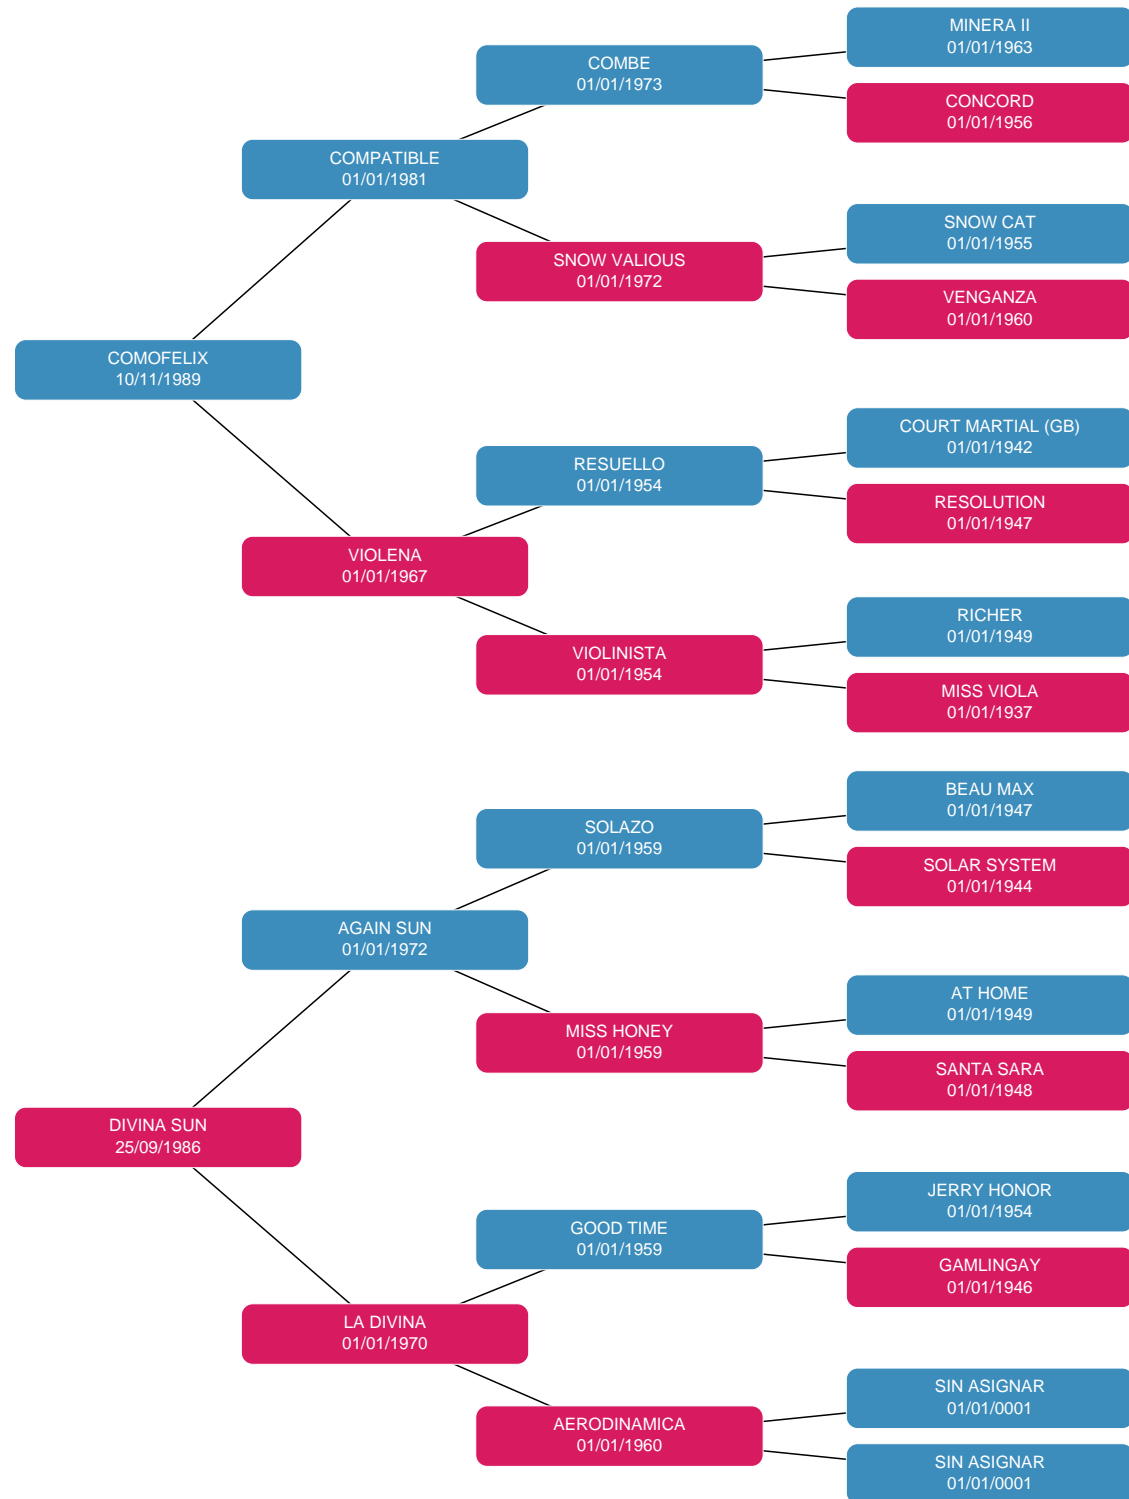 MINERA II
01/01/1963
COMBE
01/01/1973
CONCORD
01/01/1956
COMPATIBLE
01/01/1981
SNOW CAT
01/01/1955
SNOW VALIOUS
01/01/1972
VENGANZA
01/01/1960
COMOFELIX
10/11/1989
COURT MARTIAL (GB)
01/01/1942
RESUELLO
01/01/1954
RESOLUTION
01/01/1947
VIOLENA
01/01/1967
RICHER
01/01/1949
VIOLINISTA
01/01/1954
MISS VIOLA
01/01/1937
BEAU MAX
01/01/1947
SOLAZO
01/01/1959
SOLAR SYSTEM
01/01/1944
AGAIN SUN
01/01/1972
AT HOME
01/01/1949
MISS HONEY
01/01/1959
SANTA SARA
01/01/1948
DIVINA SUN
25/09/1986
JERRY HONOR
01/01/1954
GOOD TIME
01/01/1959
GAMLINGAY
01/01/1946
LA DIVINA
01/01/1970
SIN ASIGNAR
01/01/0001
AERODINAMICA
01/01/1960
SIN ASIGNAR
01/01/0001